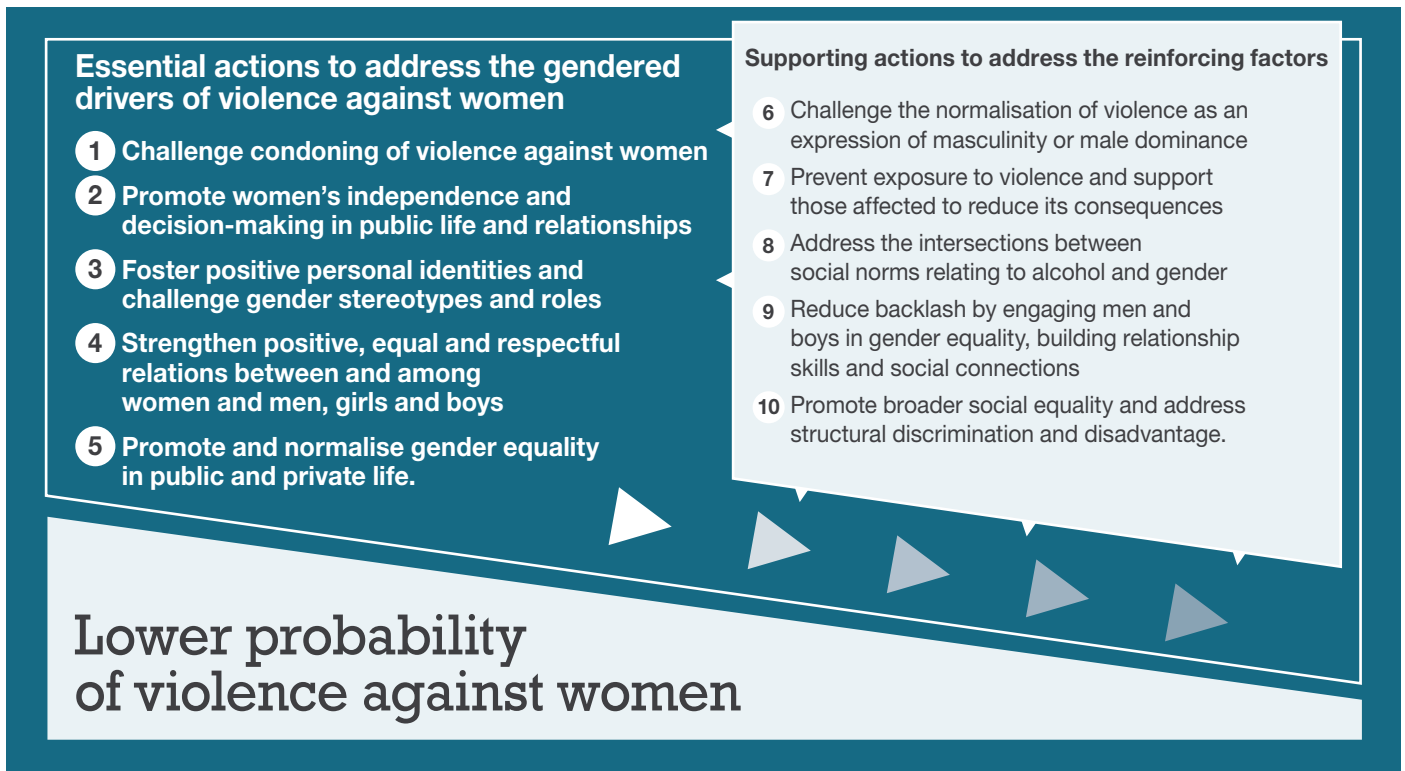 Essential actions to address the gendered
drivers of violence against women
1 Challenge condoning of violence against women
2 Promote women’s independence and
decision-making in public life and relationships
3 Foster positive personal identities and
challenge gender stereotypes and roles
4 Strengthen positive, equal and respectful
relations between and among
women and men, girls and boys
5 Promote and normalise gender equality
in public and private life.
Supporting actions to address the reinforcing factors
6 Challenge the normalisation of violence as an
expression of masculinity or male dominance
7 Prevent exposure to violence and support
those affected to reduce its consequences
8 Address the intersections between
social norms relating to alcohol and gender
9 Reduce backlash by engaging men and
boys in gender equality, building relationship
skills and social connections
10 Promote broader social equality and address
structural discrimination and disadvantage.
Lower probability
of violence against women